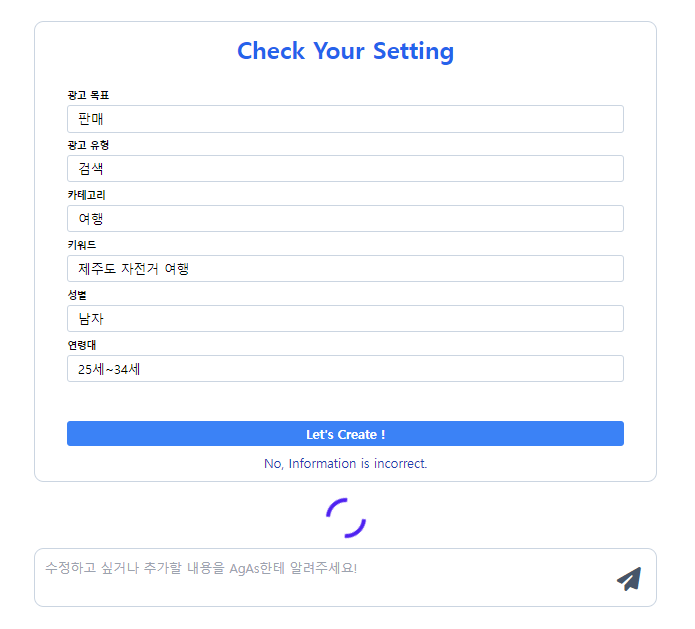 Check Your Setting
광고 목표
판매
광고 유형
검색
카테고리
여행
키워드
제주도 자전거 여행
성별
남자
연령대
25세~34세
Let's Create !
No, Information is incorrect.
수정하고 싶거나 추가할 내용을 AgAs한테 알려주세요!